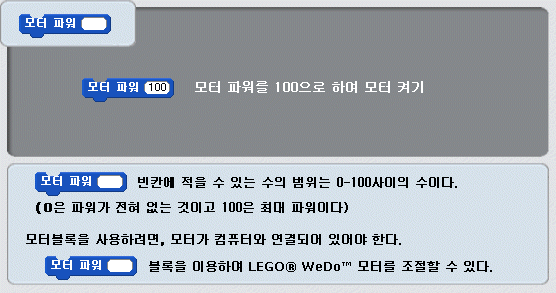 모터 파워
모터 파워 100 모터 파워를 100으로 하여 모터 켜기
모터 파워 빈칸에 적을 수 있는 수의 범위는 0-100사이의 수이다.
(0은 파워가 전혀 없는 것이고 100은 최대 파워이다)
모터블록을 사용하려면, 모터가 컴퓨터와 연결되어 있어야 한다.
모터 파워 블록을 이용하여 LEGO® WeDo™ 모터를 조절할 수 있다.